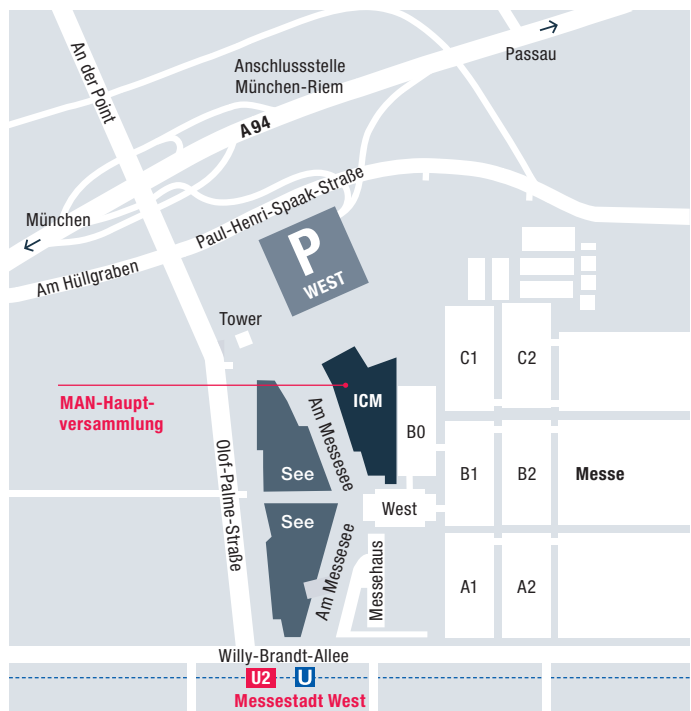 An der Point
Passau
Anschlussstelle
München-Riem
A94
München
Paul-Henri-Spaak-Straße
Am Hüllgraben
P
WEST
Tower
C1
C2
MAN-Haupt-
versammlung
ICM
Am Messesee
B0
Olof-Palme-Straße
See
B1
B2
Messe
See
West
Am Messesee
Messehaus
A1
A2
Willy-Brandt-Allee
U2
U
Messestadt West